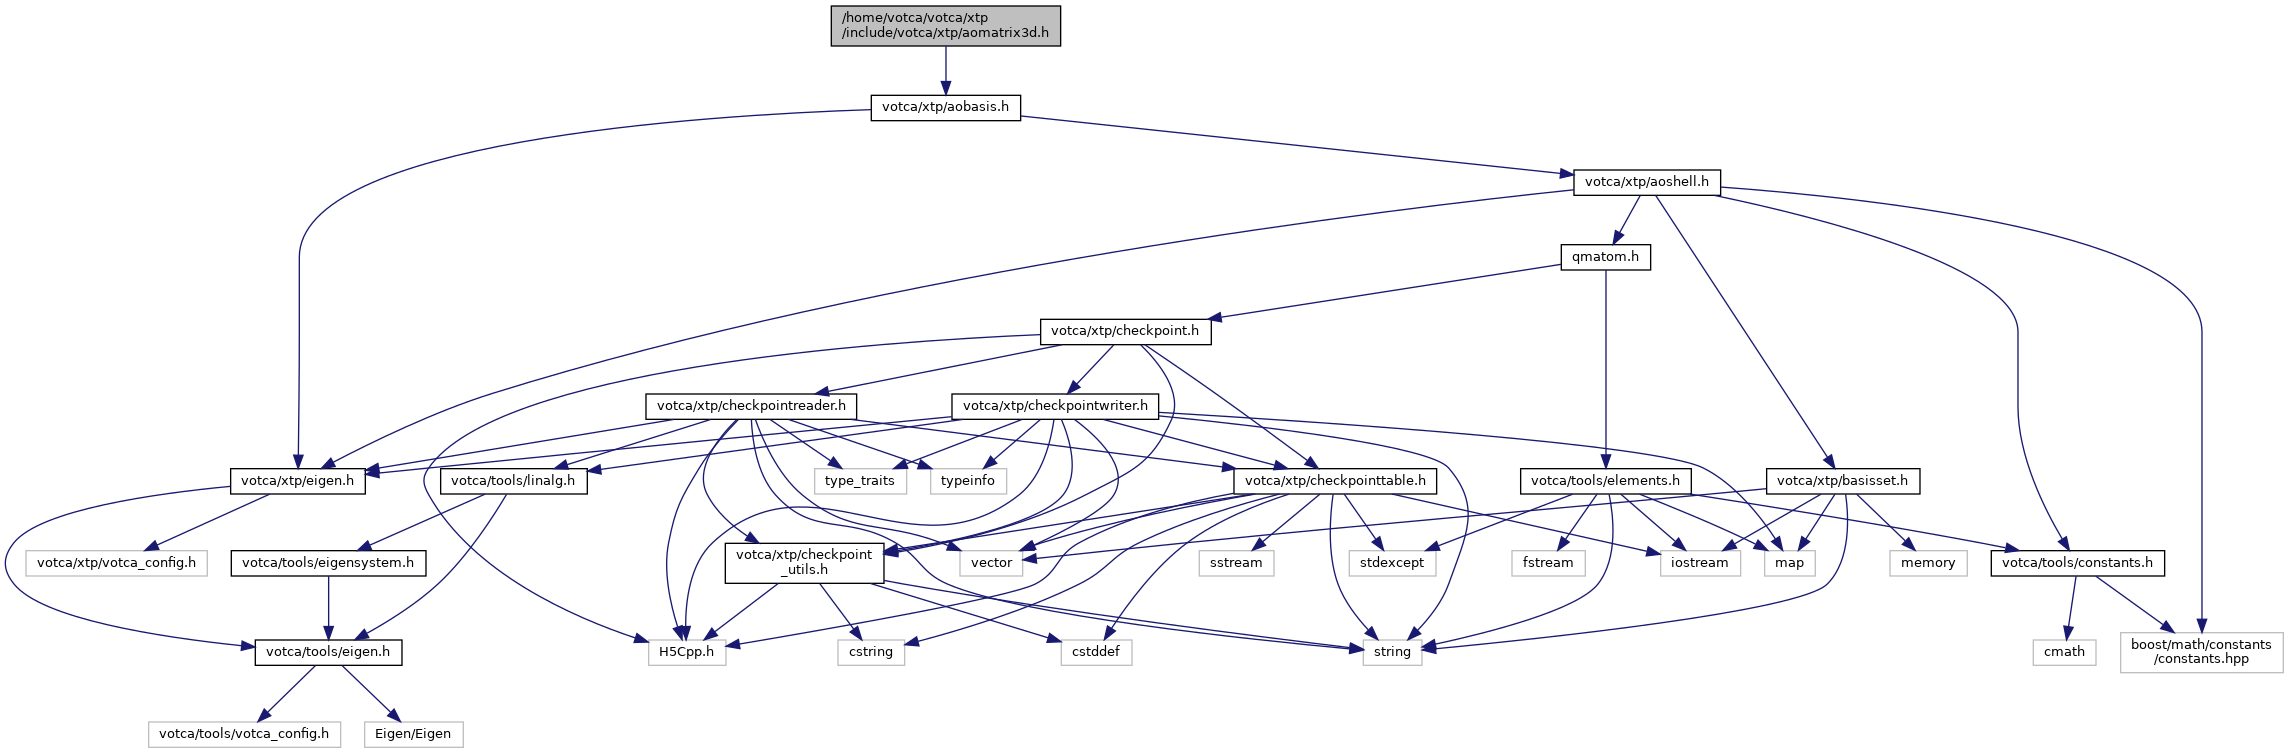 /home/votca/votca/xtp
/include/votca/xtp/aomatrix3d.h
votca/xtp/aobasis.h
votca/xtp/aoshell.h
qmatom.h
votca/xtp/checkpoint.h
votca/xtp/checkpointreader.h
votca/xtp/checkpointwriter.h
votca/xtp/eigen.h
votca/tools/linalg.h
type_traits
typeinfo
votca/xtp/checkpointtable.h
votca/tools/elements.h
votca/xtp/basisset.h
votca/xtp/votca_config.h
votca/tools/eigensystem.h
votca/xtp/checkpoint
_utils.h
vector
sstream
stdexcept
fstream
iostream
map
memory
votca/tools/constants.h
votca/tools/eigen.h
H5Cpp.h
cstring
cstddef
string
cmath
boost/math/constants
/constants.hpp
votca/tools/votca_config.h
Eigen/Eigen